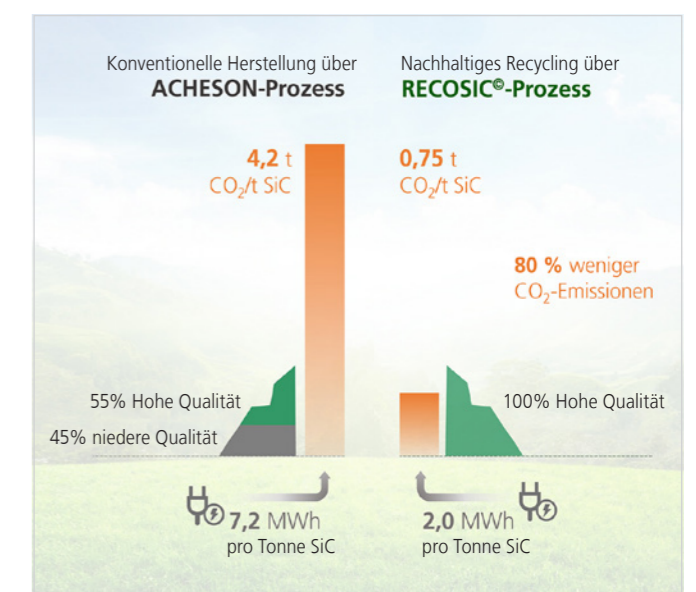 Konventionelle Herstellung über
ACHESON-Prozess
Nachhaltiges Recycling über
RECOSIC©-Prozess
4,2 t
CO₂/t SiC
0,75 t
CO₂/t SiC
80 % weniger
CO₂-Emissionen
55% Hohe Qualität
45% niedere Qualität
100% Hohe Qualität
7,2 MWh
pro Tonne SiC
2,0 MWh
pro Tonne SiC